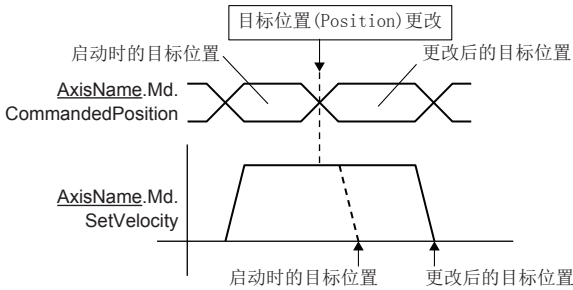 目标位置(Position)更改
启动时的目标位置
更改后的目标位置
AxisName.Md.
CommandedPosition
AxisName.Md.
SetVelocity
启动时的目标位置
更改后的目标位置